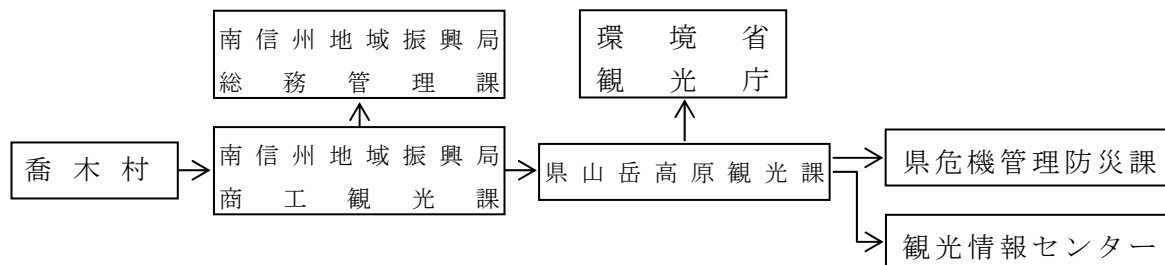 南信州地域振興局
総務管理課
環境省
観光庁
喬木村
南信州地域振興局
商工観光課
県山岳高原観光課
県危機管理防災課
観光情報センター